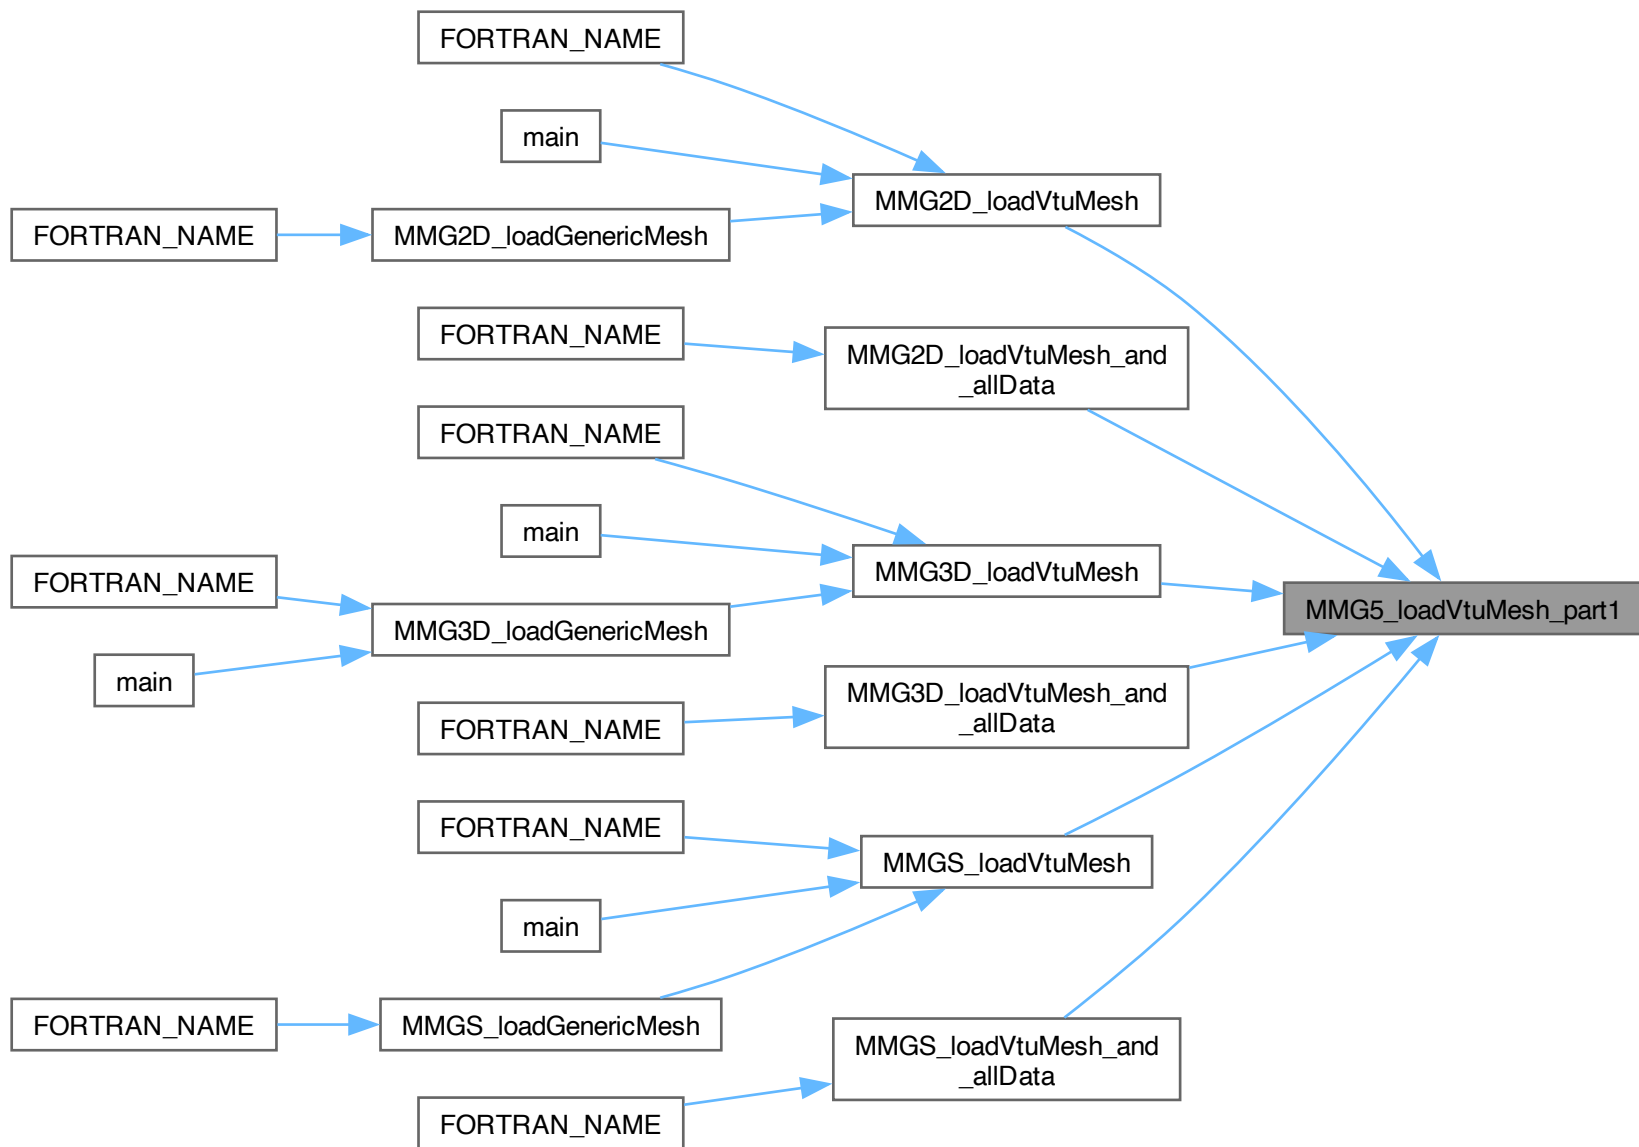 FORTRAN_NAME
main
MMG2D_loadVtuMesh
FORTRAN_NAME
MMG2D_loadGenericMesh
FORTRAN_NAME
MMG2D_loadVtuMesh_and
_allData
FORTRAN_NAME
main
MMG3D_loadVtuMesh
FORTRAN_NAME
MMG5_loadVtuMesh_part1
MMG3D_loadGenericMesh
main
MMG3D_loadVtuMesh_and
_allData
FORTRAN_NAME
FORTRAN_NAME
MMGS_loadVtuMesh
main
FORTRAN_NAME
MMGS_loadGenericMesh
MMGS_loadVtuMesh_and
_allData
FORTRAN_NAME